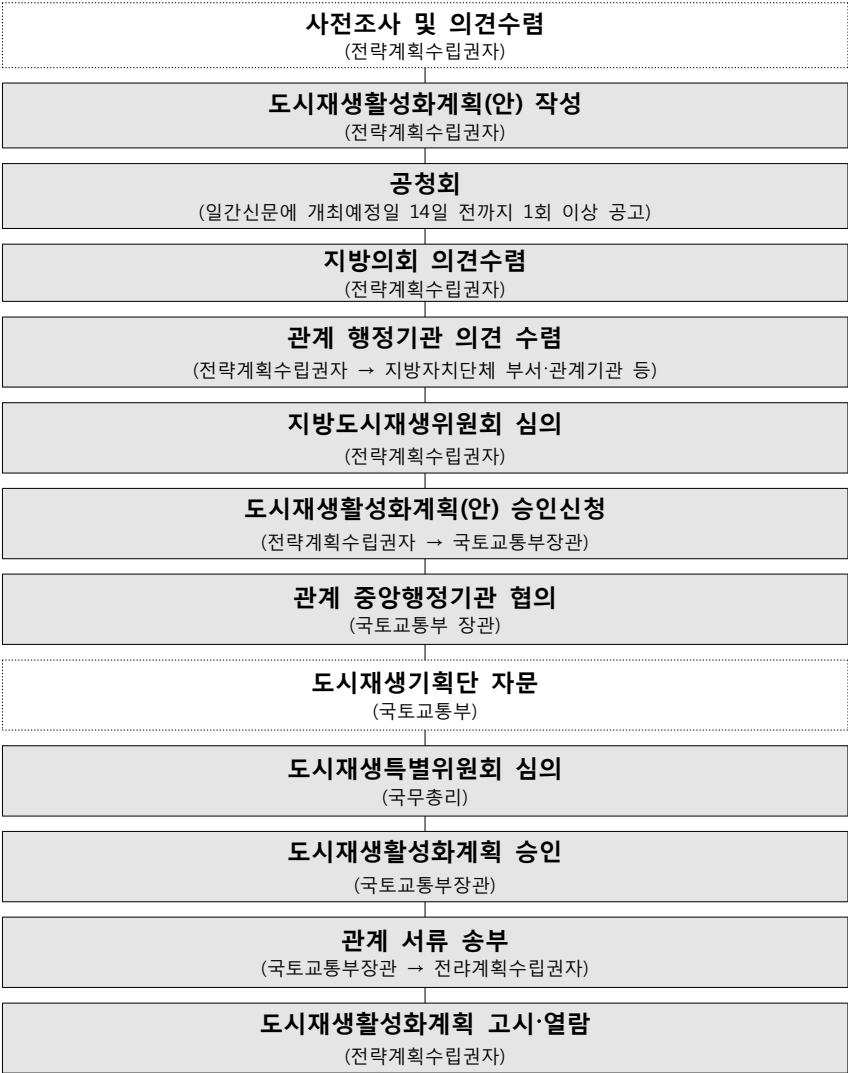 사전조사 및 의견수렴
(전략계획수립권자)
도시재생활성화계획(안) 작성
(전략계획수립권자)
공청회
(일간신문에 개최예정일 14일 전까지 1회 이상 공고)
지방의회 의견수렴
(전략계획수립권자)
관계 행정기관 의견 수렴
(전략계획수립권자 → 지방자치단체 부서·관계기관 등)
지방도시재생위원회 심의
(전략계획수립권자)
도시재생활성화계획(안) 승인신청
(전략계획수립권자 → 국토교통부장관)
관계 중앙행정기관 협의
(국토교통부 장관)
도시재생기획단 자문
(국토교통부)
도시재생특별위원회 심의
(국무총리)
도시재생활성화계획 승인
(국토교통부장관)
관계 서류 송부
(국토교통부장관 → 전랴계획수립권자)
도시재생활성화계획 고시·열람
(전략계획수립권자)